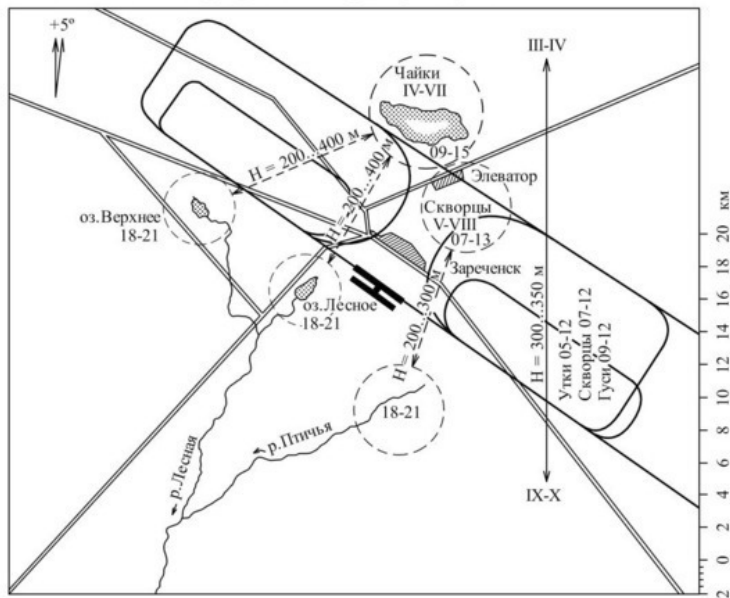 +5º
III-IV
Чайки
IV-VII
09-15
H = 200...400 м
H = 200...400 м
Элеватор
Скворцы
V-VIII
07-13
оз.Верхнее
18-21
Зареченск
оз.Лесное
18-21
H = 200...300 м
H = 300...350 м
Утки 05-12
Скворцы 07-12
Гуси 09-12
18-21
р.Птичья
р.Лесная
IX-X
км
20
18
16
14
12
10
8
6
4
2
0
2